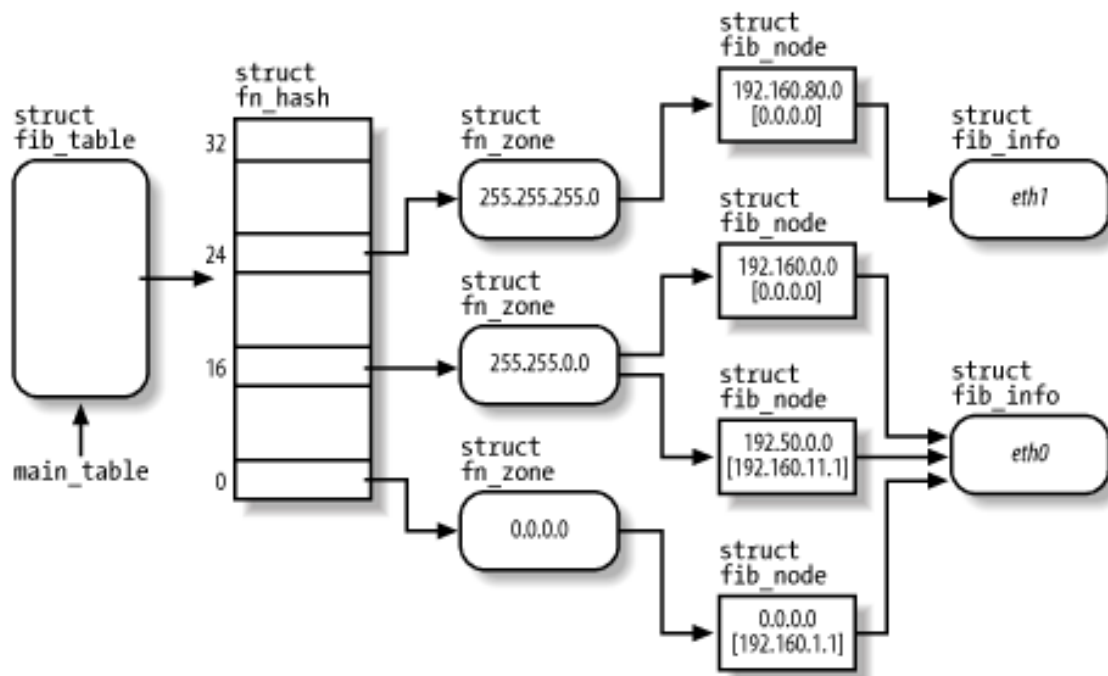 struct
fib_table
main_table
struct
fn_hash
32
24
16
0
struct
fn_zone
255.255.255.0
struct
fn_zone
255.255.0.0
struct
fn_zone
0.0.0.0
struct
fib_node
192.160.80.0
[0.0.0.0]
struct
fib_node
192.160.0.0
[0.0.0.0]
struct
fib_node
192.50.0.0
[192.160.11.1]
struct
fib_node
0.0.0.0
[192.160.1.1]
struct
fib_info
eth1
struct
fib_info
eth0